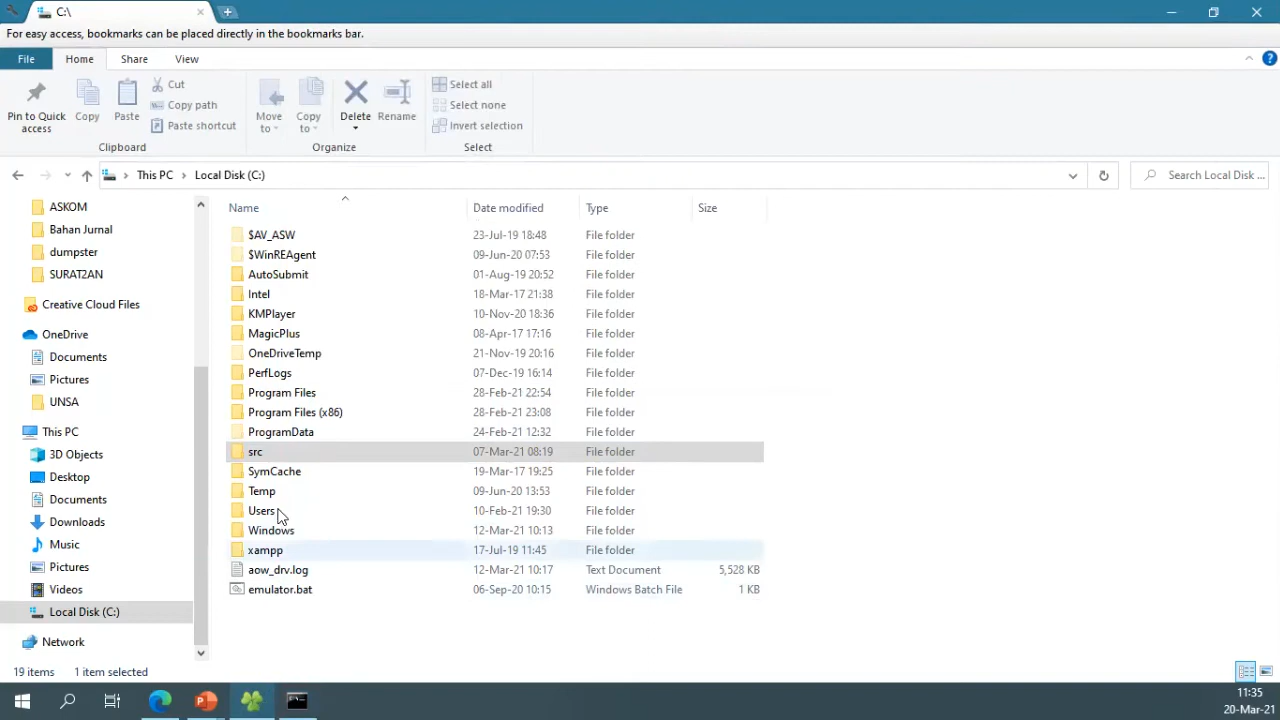 C:\
For easy access, bookmarks can be placed directly in the bookmarks bar.
File Home Share View
Pin to Quick access
Copy
Paste
Cut
Copy path
Paste shortcut
Clipboard
Move to
Copy to
Delete
Rename
Organize
Select all
Select none
Invert selection
Select
This PC > Local Disk (C:)
Search Local Disk ...
ASKOM
Bahan Jurnal
dumpster
SURAT2AN
Creative Cloud Files
OneDrive
Documents
Pictures
UNSA
This PC
3D Objects
Desktop
Documents
Downloads
Music
Pictures
Videos
Local Disk (C:)
Network
Name Date modified Type Size
$AV_ASW 23-Jul-19 18:48 File folder
$WinREAgent 09-Jun-20 07:53 File folder
AutoSubmit 01-Aug-19 20:52 File folder
Intel 18-Mar-17 21:38 File folder
KMPlayer 10-Nov-20 18:36 File folder
MagicPlus 08-Apr-17 17:16 File folder
OneDriveTemp 21-Nov-19 20:16 File folder
PerfLogs 07-Dec-19 16:14 File folder
Program Files 28-Feb-21 22:54 File folder
Program Files (x86) 28-Feb-21 23:08 File folder
ProgramData 24-Feb-21 12:32 File folder
src 07-Mar-21 08:19 File folder
SymCache 19-Mar-17 19:25 File folder
Temp 09-Jun-20 13:53 File folder
Users 10-Feb-21 19:30 File folder
Windows 12-Mar-21 10:13 File folder
xampp 17-Jul-19 11:45 File folder
aow_drv.log 12-Mar-21 10:17 Text Document 5,528 KB
emulator.bat 06-Sep-20 10:15 Windows Batch File 1 KB
19 items 1 item selected
11:35
20-Mar-21